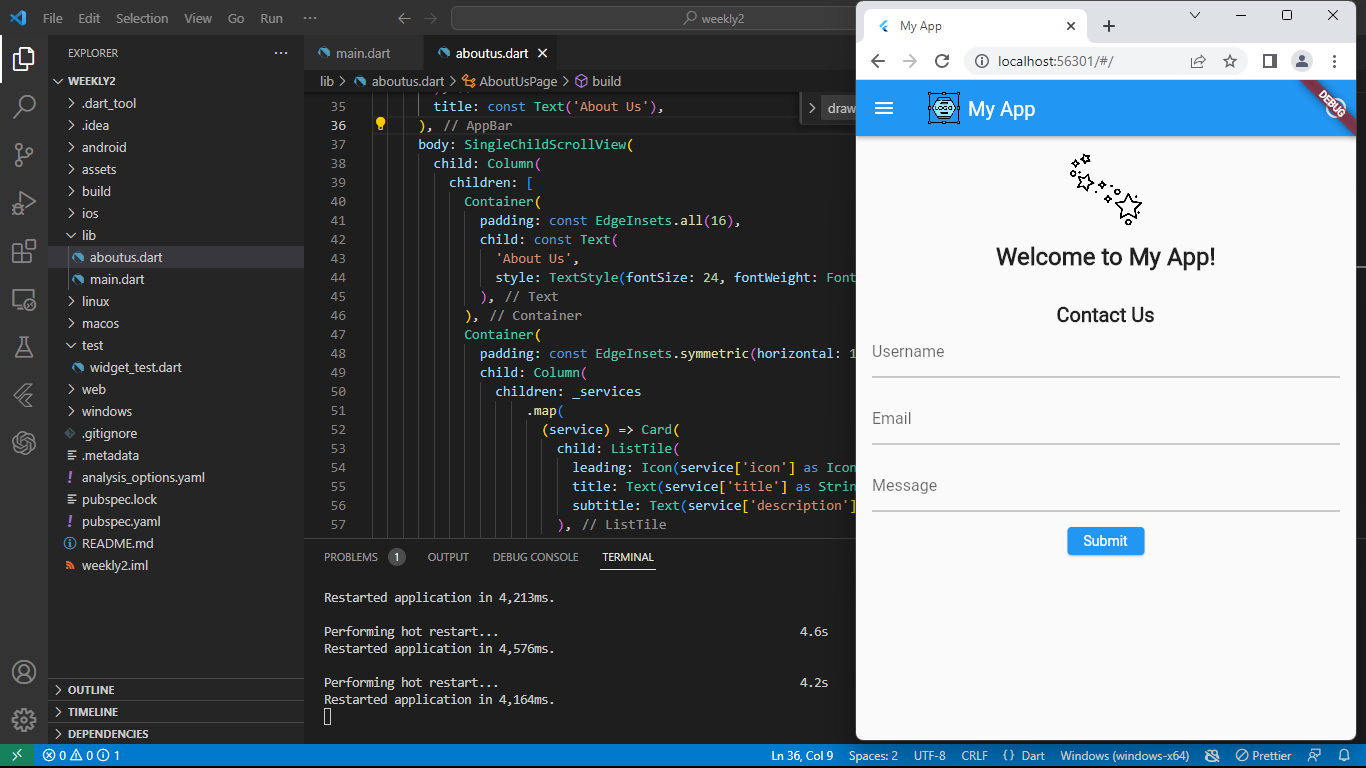 File Edit Selection View Go Run ··· weekly2
EXPLORER ···
WEEKLY2
.dart_tool
.idea
android
assets
build
ios
lib
aboutus.dart
main.dart
linux
macos
test
widget_test.dart
web
windows
.gitignore
.metadata
! analysis_options.yaml
pubspec.lock
! pubspec.yaml
README.md
weekly2.iml
OUTLINE
TIMELINE
DEPENDENCIES
main.dart aboutus.dart
lib > aboutus.dart > AboutUsPage > build
draw
35 title: const Text('About Us'),
36 ), // AppBar
37 body: SingleChildScrollView(
38 child: Column(
39 children: [
40 Container(
41 padding: const EdgeInsets.all(16),
42 child: const Text(
43 'About Us',
44 style: TextStyle(fontSize: 24, fontWeight: Font
45 ), // Text
46 ), // Container
47 Container(
48 padding: const EdgeInsets.symmetric(horizontal: 1
49 child: Column(
50 children: _services
51 .map(
52 (service) => Card(
53 child: ListTile(
54 leading: Icon(service['icon'] as Icon
55 title: Text(service['title'] as Strin
56 subtitle: Text(service['description']
57 ), // ListTile
PROBLEMS 1 OUTPUT DEBUG CONSOLE TERMINAL
Restarted application in 4,213ms.
Performing hot restart... 4.6s
Restarted application in 4,576ms.
Performing hot restart... 4.2s
Restarted application in 4,164ms.
0 0 1 Ln 36, Col 9 Spaces: 2 UTF-8 CRLF { } Dart Windows (windows-x64) Prettier
My App
localhost:56301/#/
LOGO My App DEBUG
Welcome to My App!
Contact Us
Username
Email
Message
Submit